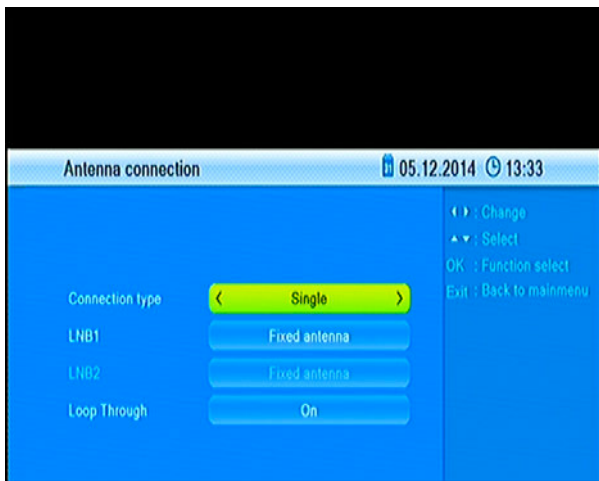 Antenna connection 05.12.2014 13:33
: Change
: Select
OK : Function select
Exit : Back to mainmenu
Connection type Single
LNB1 Fixed antenna
LNB2 Fixed antenna
Loop Through On